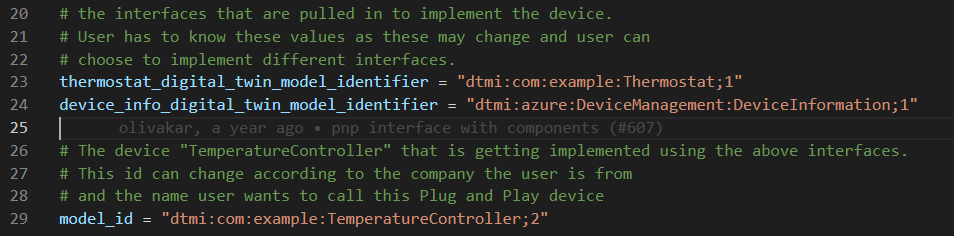 20 # the interfaces that are pulled in to implement the device.
21 # User has to know these values as these may change and user can
22 # choose to implement different interfaces.
23 thermostat_digital_twin_model_identifier = "dtmi:com:example:Thermostat;1"
24 device_info_digital_twin_model_identifier = "dtmi:azure:DeviceManagement:DeviceInformation;1"
25 olivakar, a year ago • pnp interface with components (#607)
26 # The device "TemperatureController" that is getting implemented using the above interfaces.
27 # This id can change according to the company the user is from
28 # and the name user wants to call this Plug and Play device
29 model_id = "dtmi:com:example:TemperatureController;2"